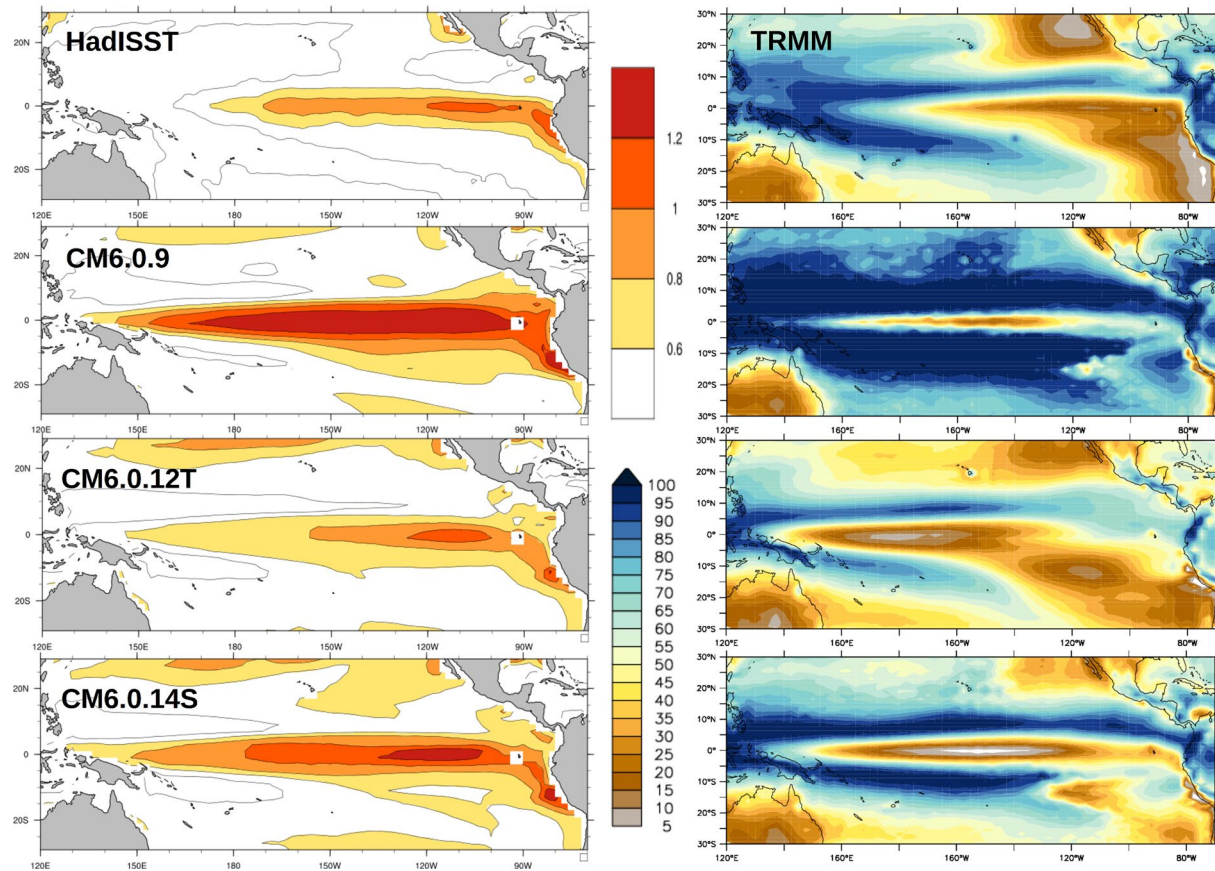 HadISST
20N
0
20S
120E 150E 180 150W 120W 90W
CM6.0.9
20N
0
20S
120E 150E 180 150W 120W 90W
CM6.0.12T
20N
0
20S
120E 150E 180 150W 120W 90W
CM6.0.14S
20N
0
20S
120E 150E 180 150W 120W 90W
1.2
1
0.8
0.6
100
95
90
85
80
75
70
65
60
55
50
45
40
35
30
25
20
15
10
5
TRMM
30°N
20°N
10°N
0°
10°S
20°S
30°S
120°E 160°E 160°W 120°W 80°W
30°N
20°N
10°N
0°
10°S
20°S
30°S
120°E 160°E 160°W 120°W 80°W
30°N
20°N
10°N
0°
10°S
20°S
30°S
120°E 160°E 160°W 120°W 80°W
30°N
20°N
10°N
0°
10°S
20°S
30°S
120°E 160°E 160°W 120°W 80°W